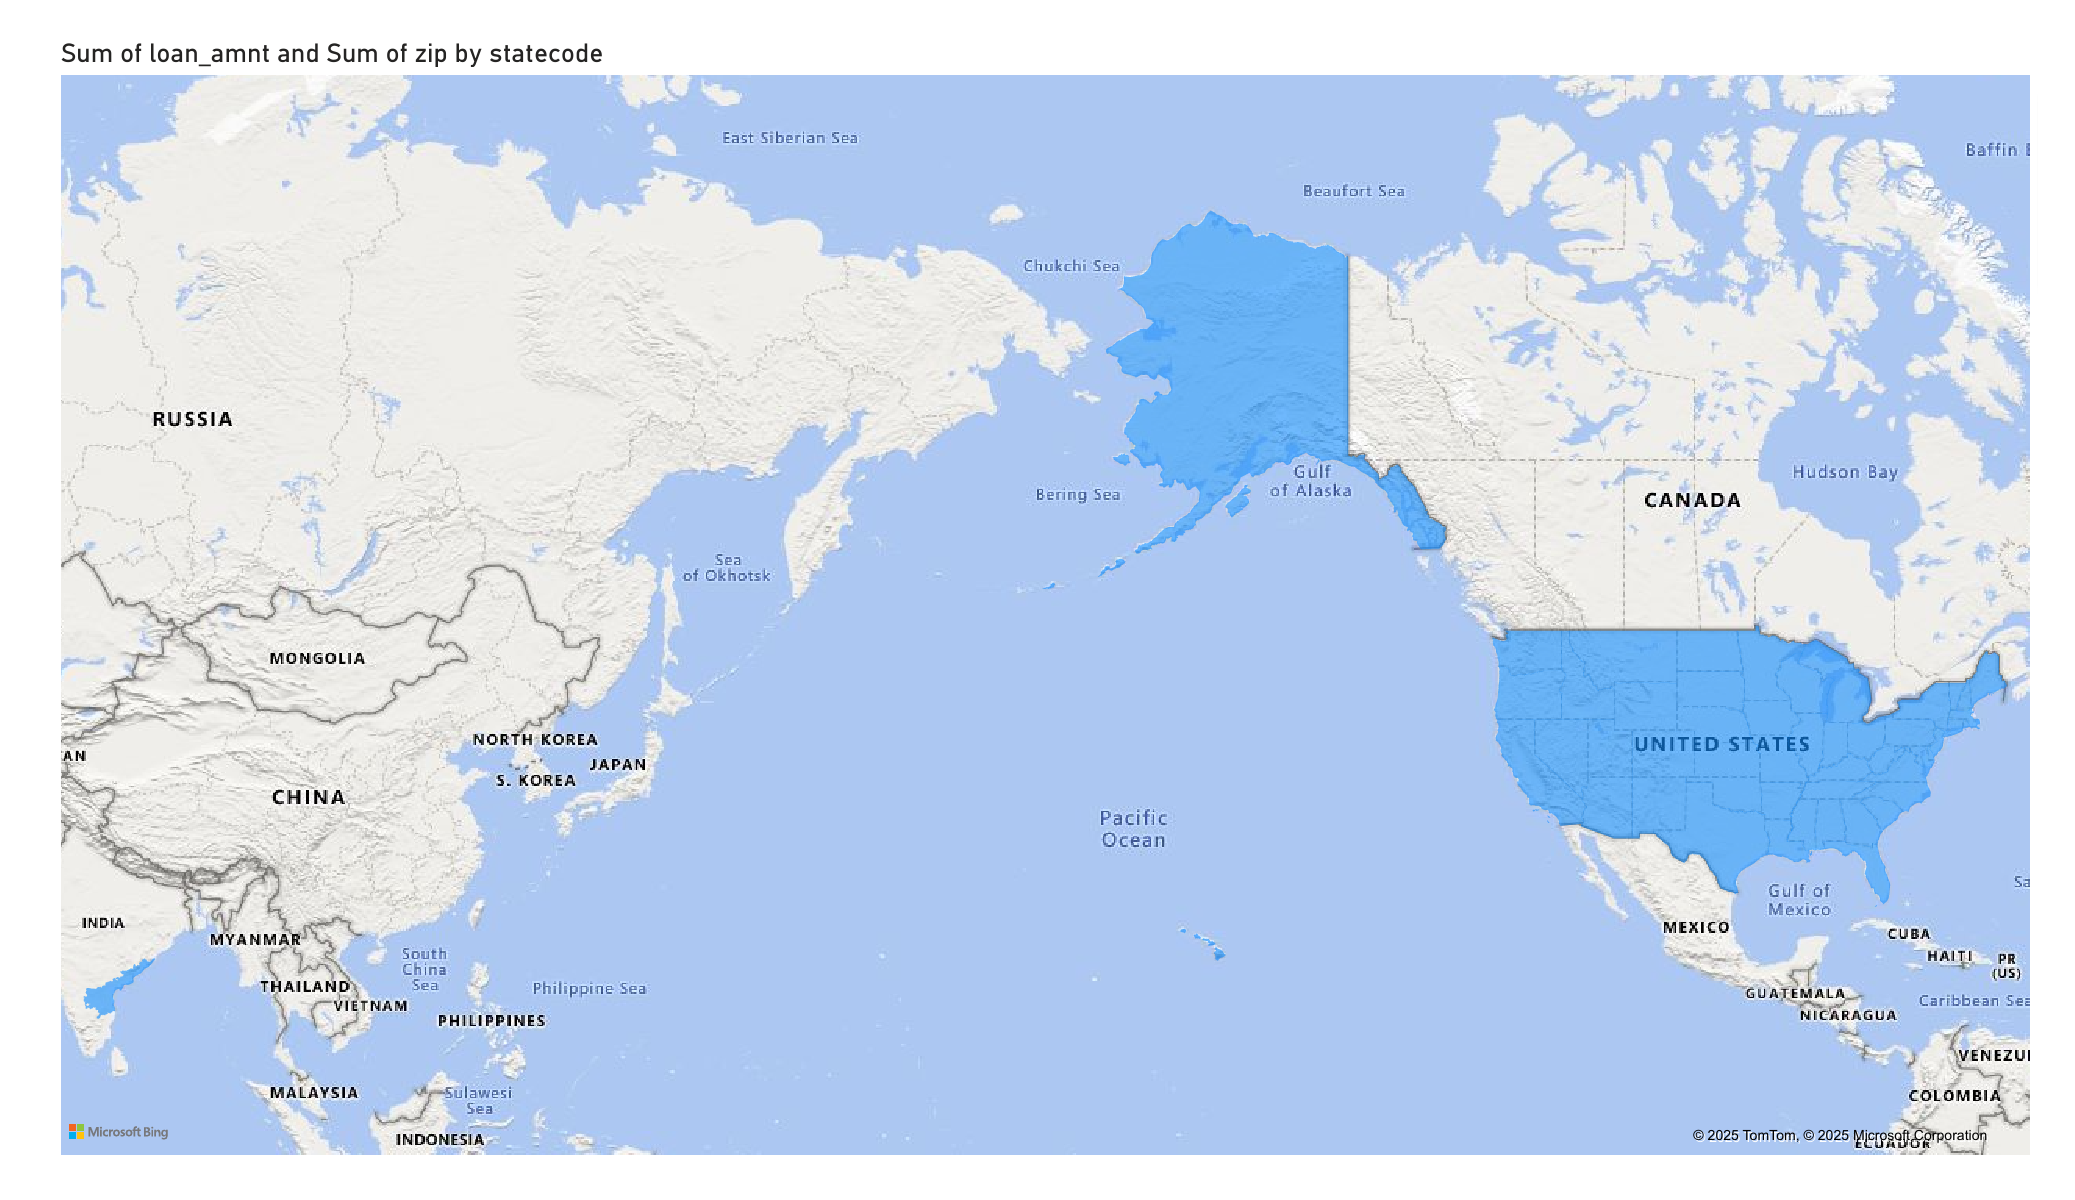 Sum of loan_amnt and Sum of zip by statecode
East Siberian Sea
Baffin
Beaufort Sea
Chukchi Sea
RUSSIA
Hudson Bay
Gulf
of Alaska
Bering Sea
CANADA
Sea
of Okhotsk
MONGOLIA
NORTH KOREA
UNITED STATES
AN
JAPAN
S. KOREA
CHINA
Pacific
Ocean
Sa
Gulf of
Mexico
INDIA
MEXICO
CUBA
MYANMAR
South
China
Sea
HAITI
PR
(US)
THAILAND
Philippine Sea
GUATEMALA
Caribbean Sea
VIETNAM
NICARAGUA
PHILIPPINES
VENEZU
MALAYSIA
Sulawesi
Sea
COLOMBIA
Microsoft Bing
INDONESIA
© 2025 TomTom, © 2025 Microsoft Corporation
ECUADOR